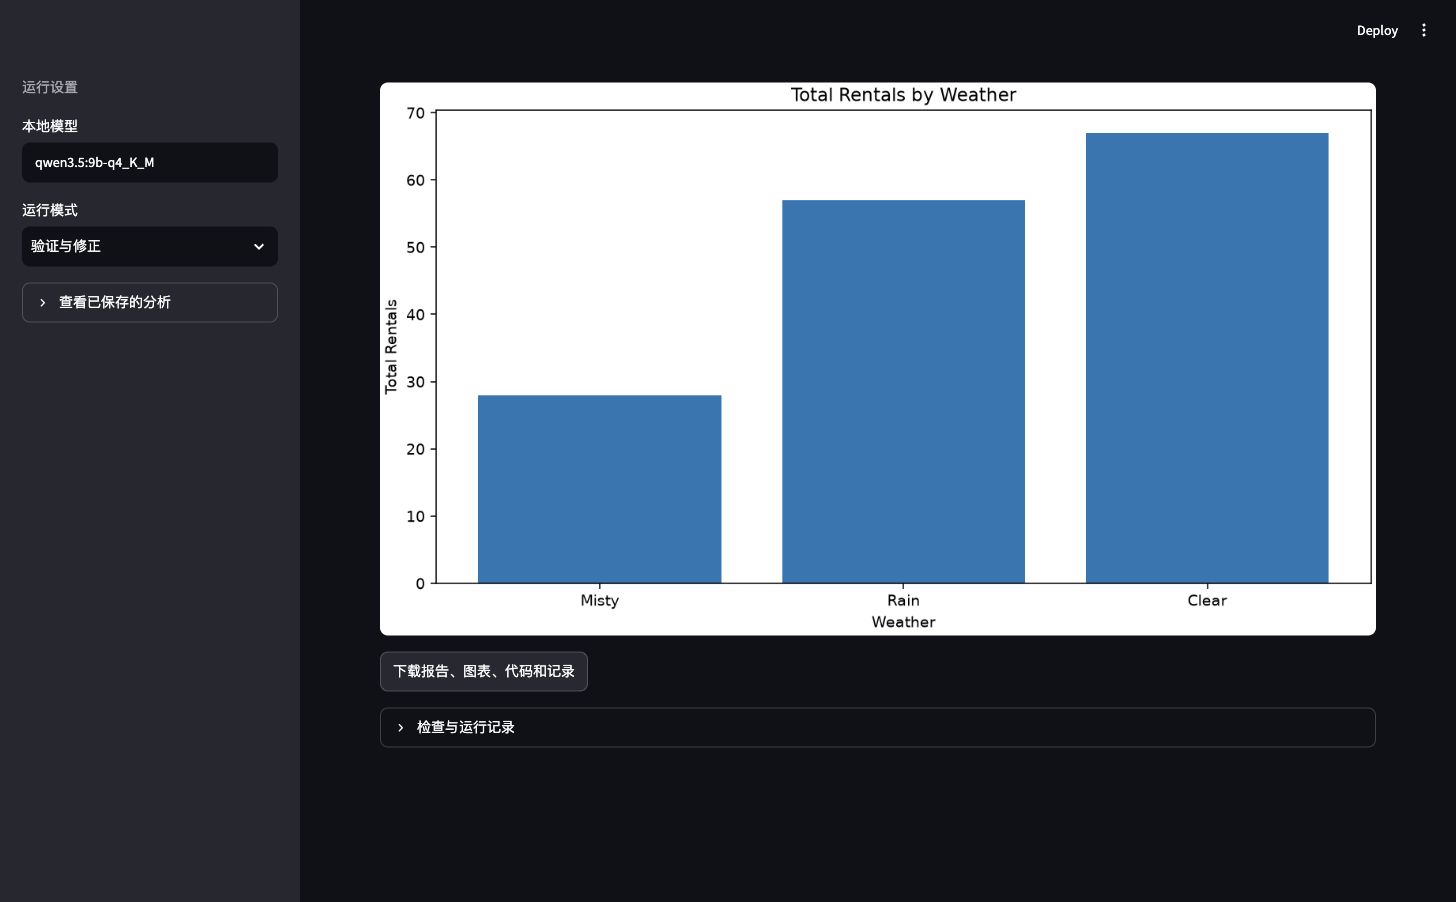 Deploy
运行设置
本地模型
qwen3.5:9b-q4_K_M
运行模式
验证与修正
查看已保存的分析
Total Rentals by Weather
Total Rentals
70
60
50
40
30
20
10
0
Misty
Rain
Clear
Weather
下载报告、图表、代码和记录
检查与运行记录